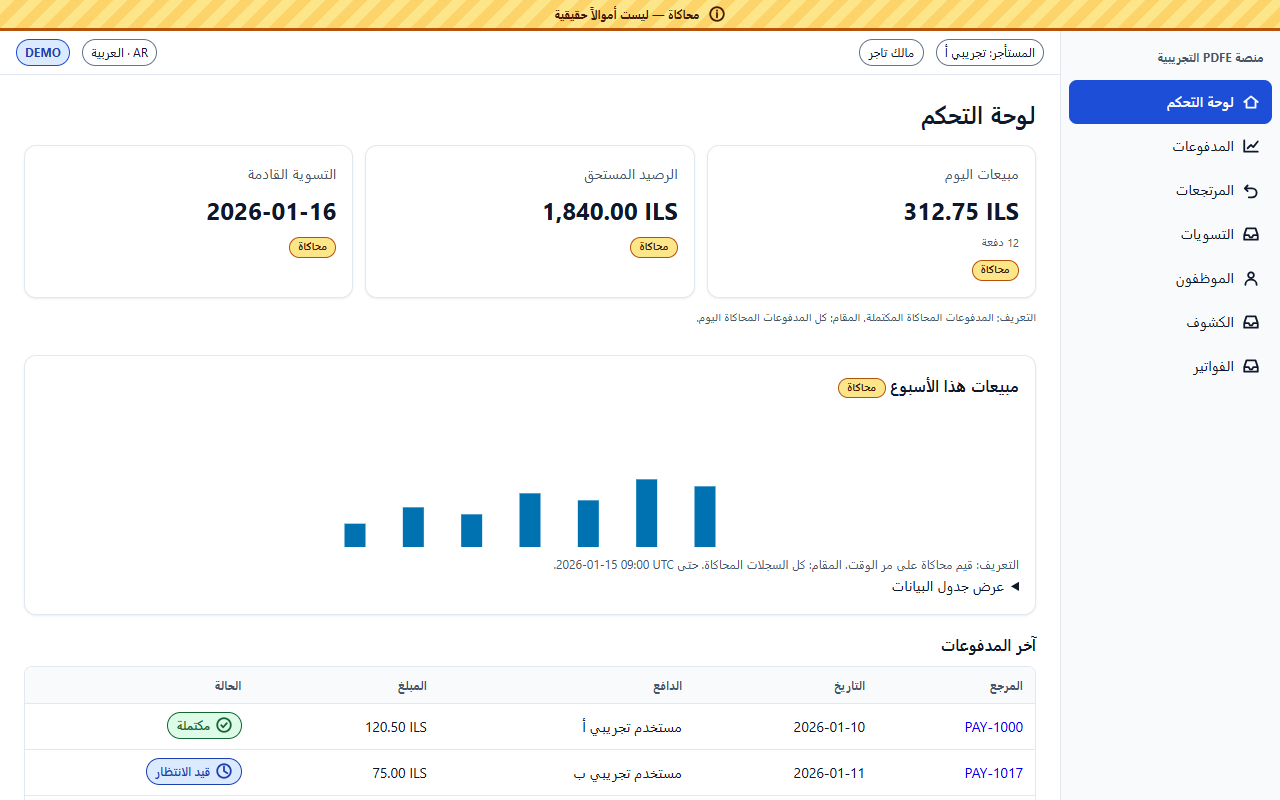 محاكاة — ليست أموالاً حقيقية
منصة PDFE التجريبية
لوحة التحكم
المدفوعات
المرتجعات
التسويات
الموظفون
الكشوف
الفواتير
المستأجر: تجريبي أ
مالك تاجر
AR · العربية
DEMO
لوحة التحكم
مبيعات اليوم
312.75 ILS
12 دفعة
محاكاة
الرصيد المستحق
1,840.00 ILS
محاكاة
التسوية القادمة
2026-01-16
محاكاة
التعريف: المدفوعات المحاكاة المكتملة. المقام: كل المدفوعات المحاكاة اليوم.
مبيعات هذا الأسبوع محاكاة
التعريف: قيم محاكاة على مر الوقت. المقام: كل السجلات المحاكاة. حتى 2026-01-15 09:00 UTC.
عرض جدول البيانات
آخر المدفوعات
المرجع التاريخ الدافع المبلغ الحالة
PAY-1000 2026-01-10 مستخدم تجريبي أ 120.50 ILS مكتملة
PAY-1017 2026-01-11 مستخدم تجريبي ب 75.00 ILS قيد الانتظار